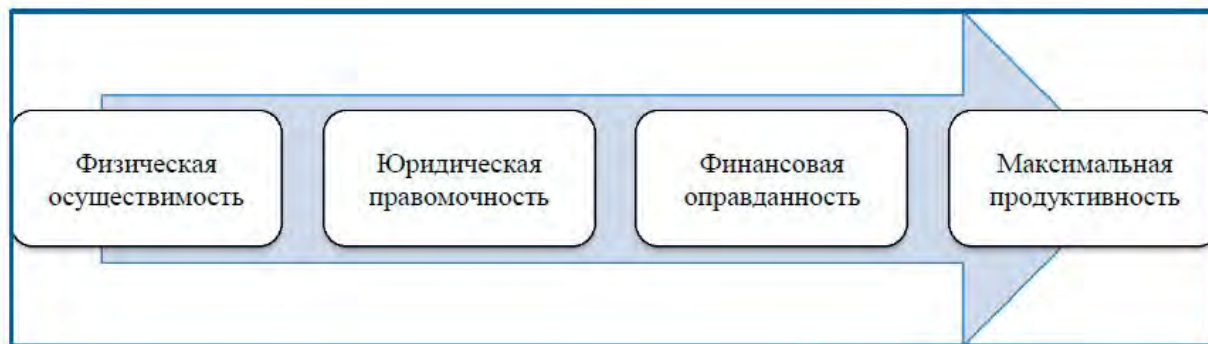 Физическая
осуществимость
Юридическая
правомочность
Финансовая
оправданность
Максимальная
продуктивность